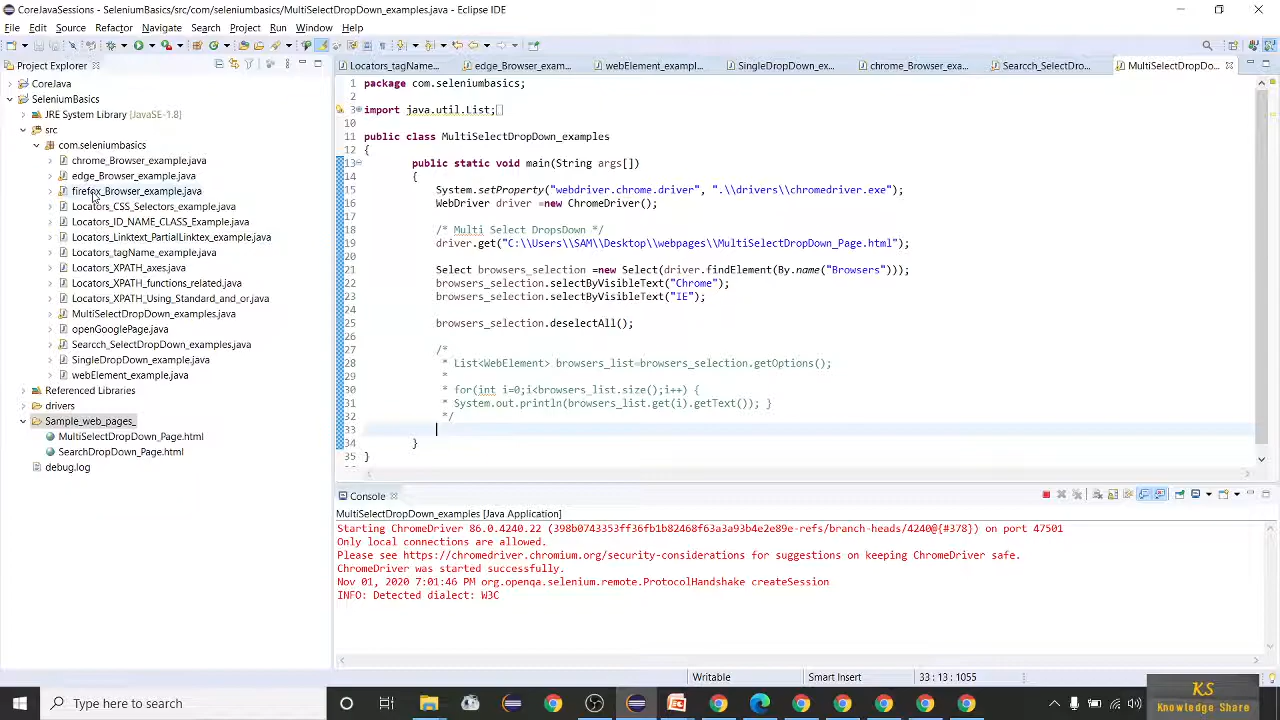 CoreJavaSessions - SeleniumBasics/src/com/seleniumbasics/MultiSelectDropDown_examples.java - Eclipse IDE
File Edit Source Refactor Navigate Search Project Run Window Help
Project Explorer
Locators_tagName... edge_Browser_exam... webElement_exampl... SingleDropDown_ex... chrome_Browser_exa... Searcch_SelectDro... MultiSelectDropDo...
CoreJava
SeleniumBasics
JRE System Library [JavaSE-1.8]
src
com.seleniumbasics
chrome_Browser_example.java
edge_Browser_example.java
firefox_Browser_example.java
Locators_CSS_Selectors_example.java
Locators_ID_NAME_CLASS_Example.java
Locators_Linktext_PartialLinktex_example.java
Locators_tagName_example.java
Locators_XPATH_axes.java
Locators_XPATH_functions_related.java
Locators_XPATH_Using_Standard_and_or.java
MultiSelectDropDown_examples.java
openGooglePage.java
Searcch_SelectDropDown_examples.java
SingleDropDown_example.java
webElement_example.java
Referenced Libraries
drivers
Sample_web_pages_
MultiSelectDropDown_Page.html
SearchDropDown_Page.html
debug.log
1 package com.seleniumbasics;
2
3 import java.util.List;
10
11 public class MultiSelectDropDown_examples
12 {
13 public static void main(String args[])
14 {
15 System.setProperty("webdriver.chrome.driver", ".\\drivers\\chromedriver.exe");
16 WebDriver driver =new ChromeDriver();
17
18 /* Multi Select DropsDown */
19 driver.get("C:\\Users\\SAM\\Desktop\\webpages\\MultiSelectDropDown_Page.html");
20
21 Select browsers_selection =new Select(driver.findElement(By.name("Browsers")));
22 browsers_selection.selectByVisibleText("Chrome");
23 browsers_selection.selectByVisibleText("IE");
24
25 browsers_selection.deselectAll();
26
27 /*
28 * List<WebElement> browsers_list=browsers_selection.getOptions();
29 *
30 * for(int i=0;i<browsers_list.size();i++) {
31 * System.out.println(browsers_list.get(i).getText()); }
32 */
33
34 }
35 }
Console
MultiSelectDropDown_examples [Java Application]
Starting ChromeDriver 86.0.4240.22 (398b0743353ff36fb1b82468f63a3a93b4e2e89e-refs/branch-heads/4240@{#378}) on port 47501
Only local connections are allowed.
Please see https://chromedriver.chromium.org/security-considerations for suggestions on keeping ChromeDriver safe.
ChromeDriver was started successfully.
Nov 01, 2020 7:01:46 PM org.openqa.selenium.remote.ProtocolHandshake createSession
INFO: Detected dialect: W3C
Writable Smart Insert 33 : 13 : 1055
Type here to search
KS
Knowledge Share